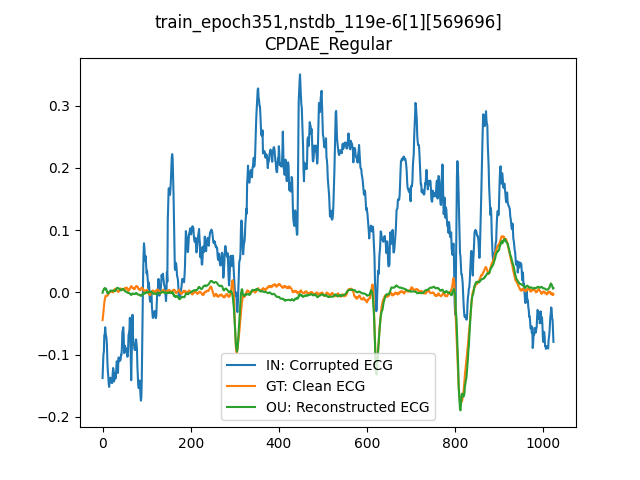 train_epoch351,nstdb_119e-6[1][569696]
CPDAE_Regular
0.3
0.2
0.1
0.0
−0.1
−0.2
IN: Corrupted ECG
GT: Clean ECG
OU: Reconstructed ECG
0 200 400 600 800 1000